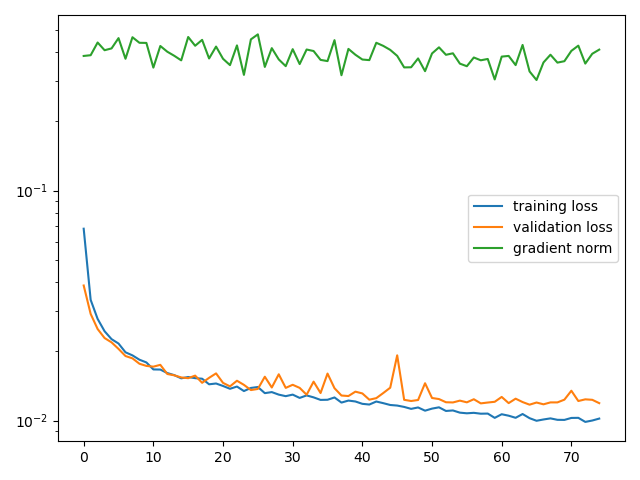 10⁻¹
10⁻²
training loss
validation loss
gradient norm
0 10 20 30 40 50 60 70